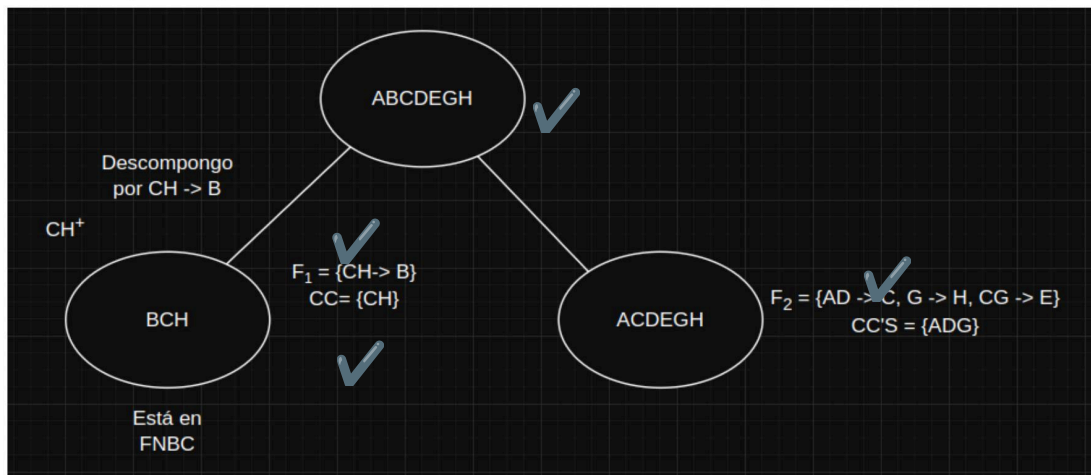 ABCDEGH
Descompongo
por CH -> B
CH⁺
F₁ = {CH-> B}
CC= {CH}
BCH
Está en
FNBC
ACDEGH
F₂ = {AD -> C, G -> H, CG -> E}
CC'S = {ADG}